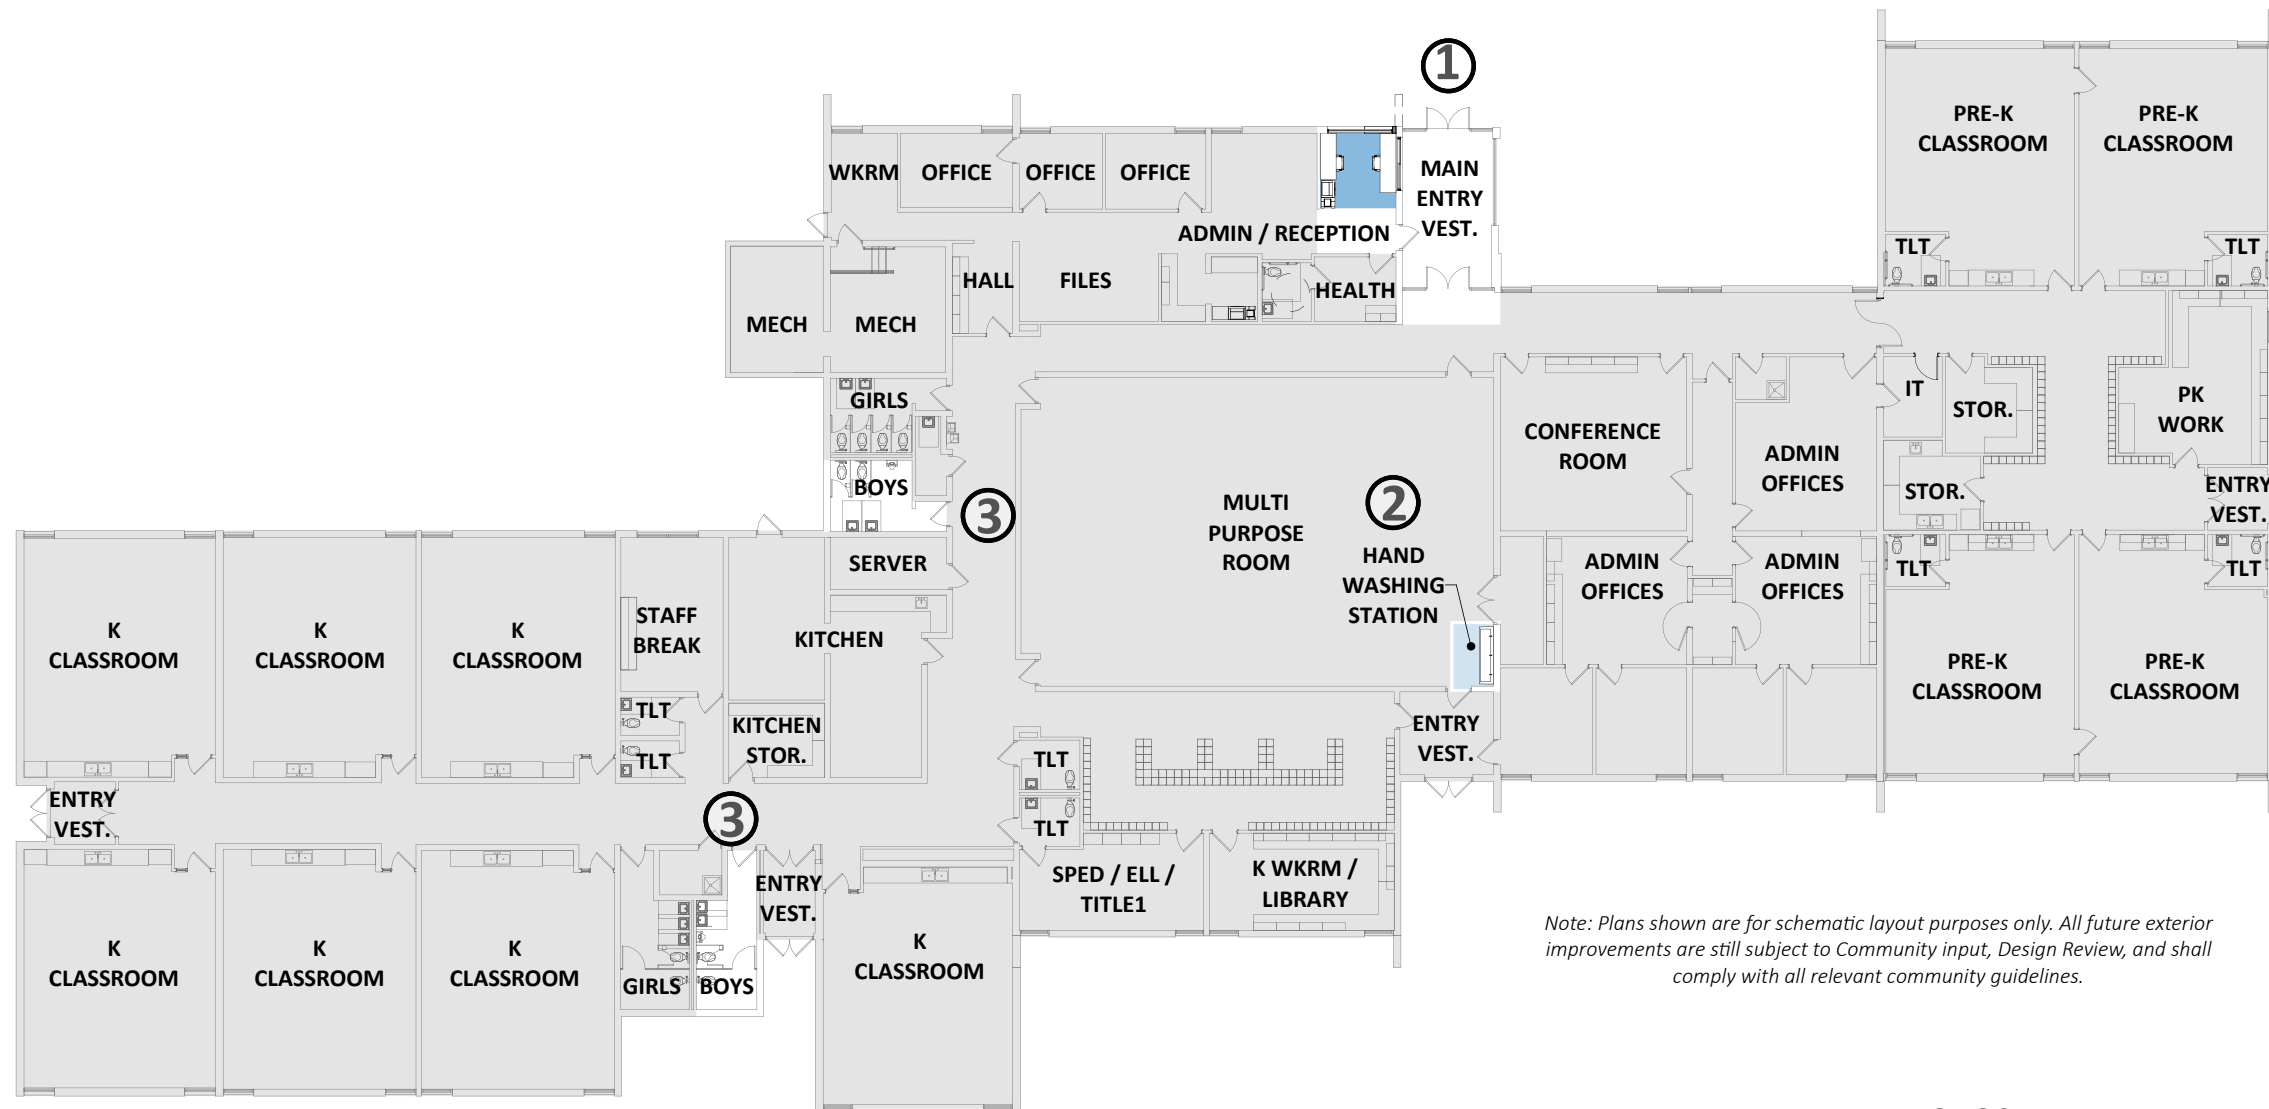 1
PRE-K
CLASSROOM
PRE-K
CLASSROOM
WKRM
OFFICE
OFFICE
OFFICE
MAIN
ENTRY
VEST.
ADMIN / RECEPTION
TLT
TLT
HALL
FILES
HEALTH
MECH
MECH
GIRLS
IT
STOR.
PK
WORK
CONFERENCE
ROOM
ADMIN
OFFICES
BOYS
STOR.
ENTRY
VEST.
3
MULTI
PURPOSE
ROOM
2
HAND
WASHING
STATION
SERVER
ADMIN
OFFICES
ADMIN
OFFICES
TLT
TLT
K
CLASSROOM
K
CLASSROOM
K
CLASSROOM
STAFF
BREAK
KITCHEN
PRE-K
CLASSROOM
PRE-K
CLASSROOM
TLT
TLT
KITCHEN
STOR.
ENTRY
VEST.
TLT
TLT
ENTRY
VEST.
3
K
CLASSROOM
K
CLASSROOM
K
CLASSROOM
GIRLS
BOYS
ENTRY
VEST.
K
CLASSROOM
SPED / ELL /
TITLE1
K WKRM /
LIBRARY
Note: Plans shown are for schematic layout purposes only. All future exterior
improvements are still subject to Community input, Design Review, and shall
comply with all relevant community guidelines.